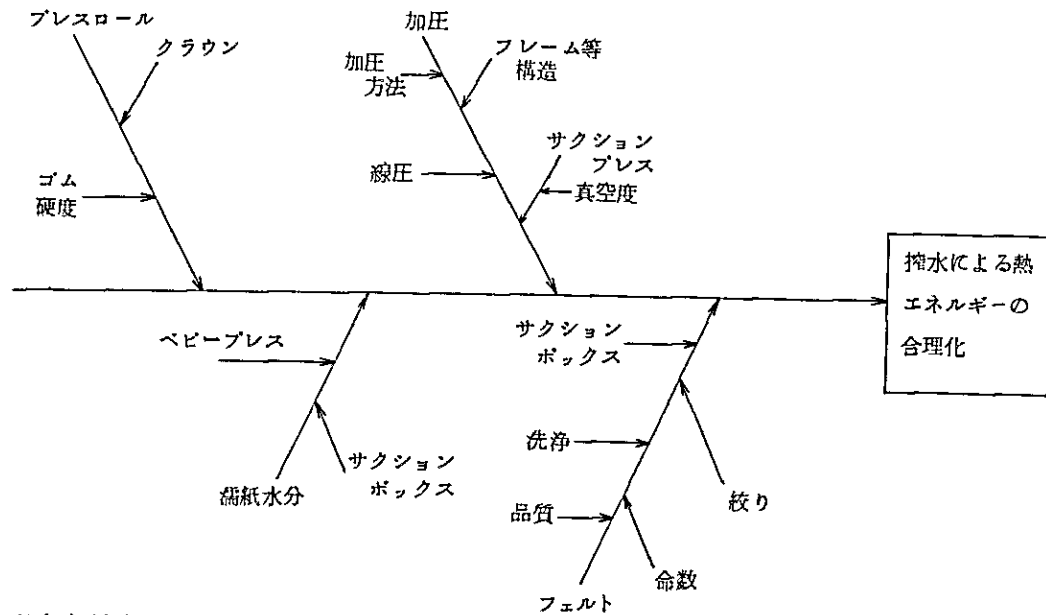 プレスロール
クラウン
ゴム
硬度
加圧
加圧
方法
フレーム等
構造
線圧
サクション
プレス
真空度
搾水による熱
エネルギーの
合理化
ベビープレス
サクション
ボックス
濡紙水分
サクション
ボックス
洗浄
品質
絞り
命数
フェルト